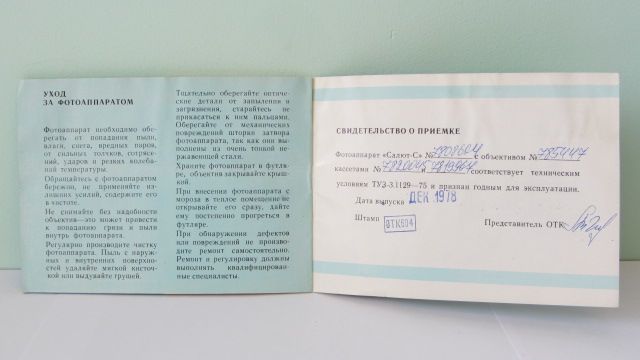 УХОД
ЗА ФОТОАППАРАТОМ
Фотоаппарат необходимо обе-
регать от попадания пыли,
влаги, снега, вредных паров,
от сильных толчков, сотряс-
ний, ударов и резких колеба-
ний температуры.
Обращайтесь с фотоаппаратом
бережно, не применяйте из-
лишних усилий, содержите его
в чистоте.
Не снимайте без надобности
объектив—это может привести
к попаданию грязи и пыли
внутрь фотоаппарата.
Регулярно производите чистку
фотоаппарата. Пыль с наруж-
ных и внутренних поверхно-
стей удаляйте мягкой кисточ-
кой или выдувайте грушей.
Тщательно оберегайте оптиче-
ские детали от запыления и
загрязнения, старайтесь не
прикасаться к ним пальцами.
Оберегайте от механических
повреждений шторки затвора
фотоаппарата, так как они вы-
полнены из очень тонкой не-
ржавеющей стали.
Храните фотоаппарат в футля-
ре, объектив закрывайте крыш-
кой.
При внесении фотоаппарата с
мороза в теплое помещение не
открывайте его сразу, дайте
ему постепенно прогреться в
футляре.
При обнаружении дефектов
или повреждений не произво-
дите ремонт самостоятельно.
Ремонт и регулировку должны
выполнять квалифицирован-
ные специалисты.
СВИДЕТЕЛЬСТВО О ПРИЕМКЕ
Фотоаппарат «Салют-С» № 7808604 с объективом № 785447
кассетами № и соответствует техническим
условиям ТУЗ-3.1129—75 и признан годным для эксплуатации.
Дата выпуска ДЕК 1978
Штамп ОТК604 Представитель ОТК